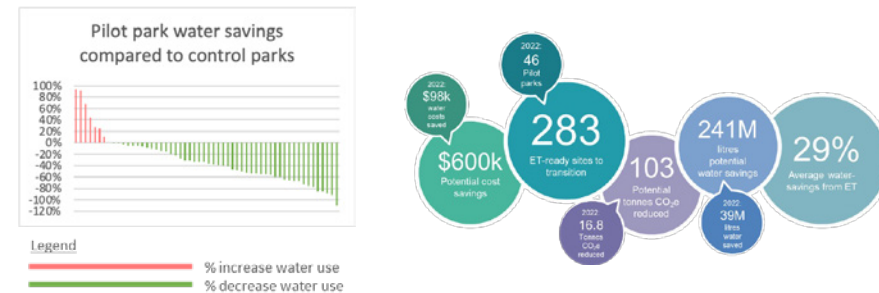 Pilot park water savings
compared to control parks
100%
80%
60%
40%
20%
0%
-20%
-40%
-60%
-80%
-100%
-120%
Legend
% increase water use
% decrease water use
2022:
$98k
water
costs
saved
$600k
Potential cost
savings
2022:
46
Pilot
parks
283
ET-ready sites to
transition
2022
16.8
Tonnes
CO₂e
reduced
103
Potential
tonnes CO₂e
reduced
241M
litres
potential
water savings
2022
39M
litres
water
saved
29%
Average water-
savings from ET